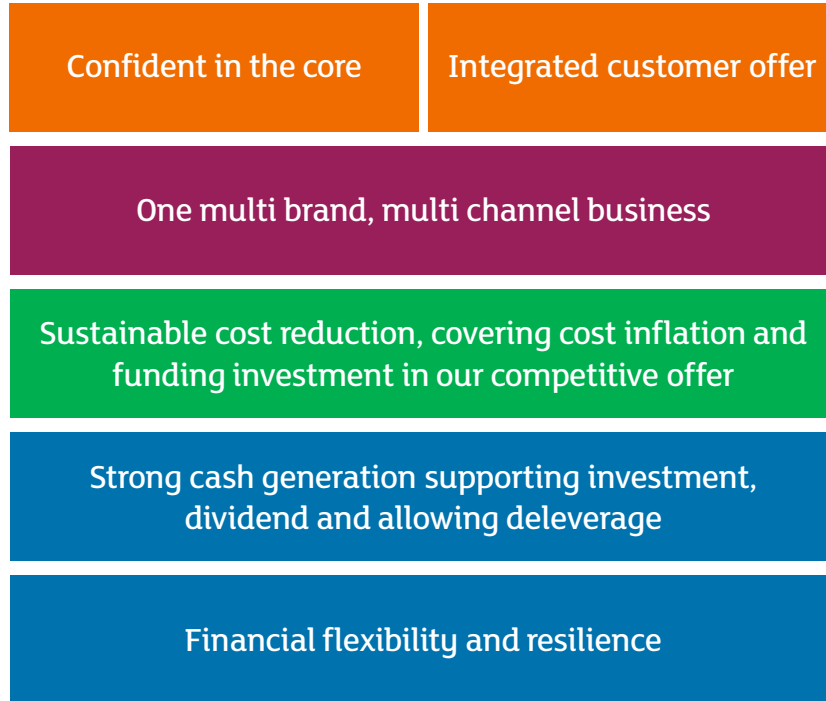 Confident in the core
Integrated customer offer
One multi brand, multi channel business
Sustainable cost reduction, covering cost inflation and
funding investment in our competitive offer
Strong cash generation supporting investment,
dividend and allowing deleverage
Financial flexibility and resilience